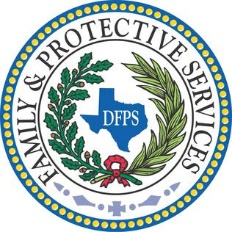 FAMILY & PROTECTIVE SERVICES
DFPS